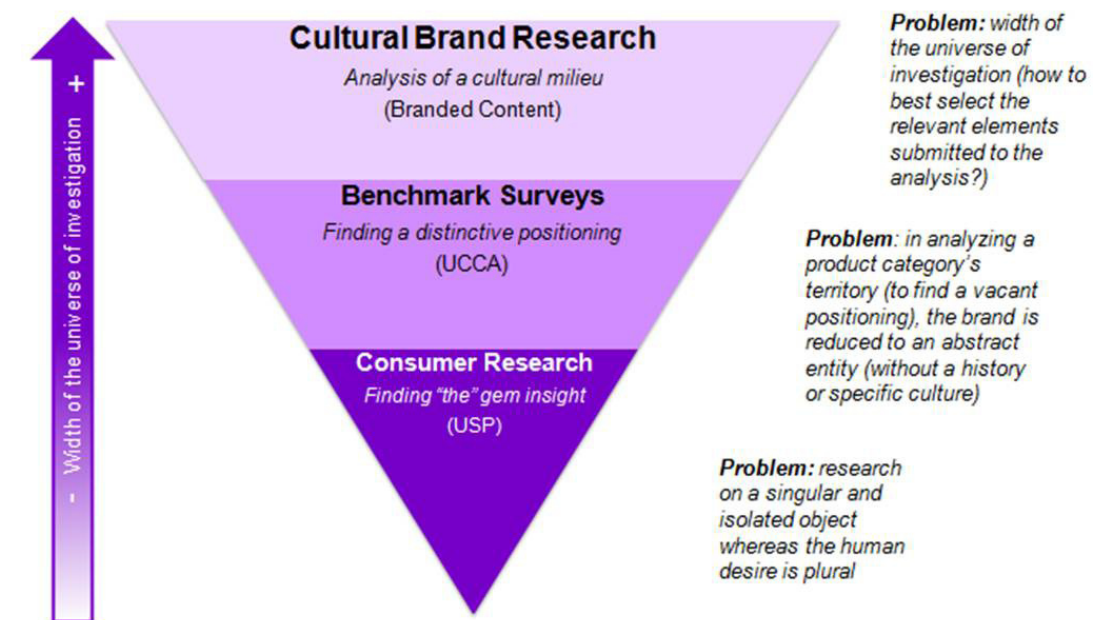 Cultural Brand Research
Analysis of a cultural milieu
(Branded Content)
Problem: width of
the universe of
investigation (how to
best select the
relevant elements
submitted to the
analysis?)
Benchmark Surveys
Finding a distinctive positioning
(UCCA)
Problem: in analyzing a
product category's
territory (to find a vacant
positioning), the brand is
reduced to an abstract
entity (without a history
or specific culture)
Consumer Research
Finding “the” gem insight
(USP)
Problem: research
on a singular and
isolated object
whereas the human
desire is plural
- Width of the universe of investigation +